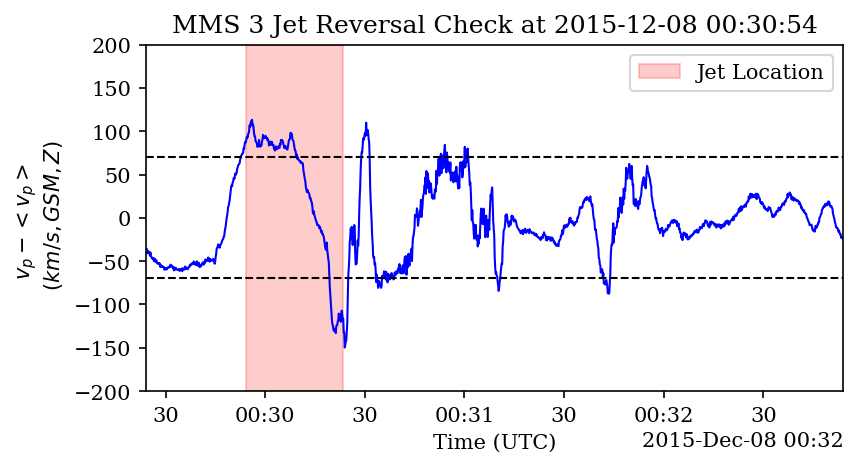 MMS 3 Jet Reversal Check at 2015-12-08 00:30:54
Jet Location
200
150
100
50
0
−50
−100
−150
−200
v_p − < v_p >
(km/s, GSM, Z)
30 00:30 30 00:31 30 00:32 30
Time (UTC)
2015-Dec-08 00:32